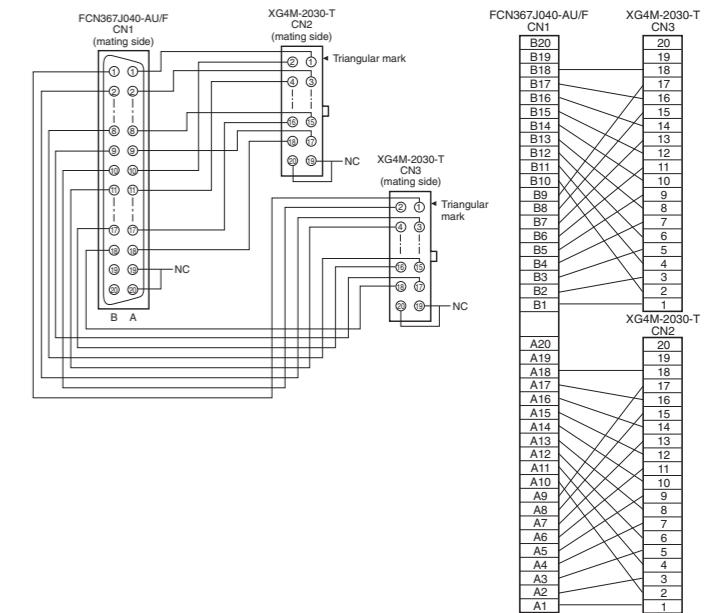 FCN367J040-AU/F
CN1
(mating side)
XG4M-2030-T
CN2
(mating side)
Triangular mark
2 1
4 3
16 15
18 17
20 19
NC
1 1
2 2
8 8
9 9
10 10
11 11
17 17
18 18
19 19
NC
20 20
B A
XG4M-2030-T
CN3
(mating side)
Triangular
mark
2 1
4 3
16 15
18 17
20 19
NC
FCN367J040-AU/F
CN1
XG4M-2030-T
CN3
B20 20
B19 19
B18 18
B17 17
B16 16
B15 15
B14 14
B13 13
B12 12
B11 11
B10 10
B9 9
B8 8
B7 7
B6 6
B5 5
B4 4
B3 3
B2 2
B1 1
XG4M-2030-T
CN2
A20 20
A19 19
A18 18
A17 17
A16 16
A15 15
A14 14
A13 13
A12 12
A11 11
A10 10
A9 9
A8 8
A7 7
A6 6
A5 5
A4 4
A3 3
A2 2
A1 1